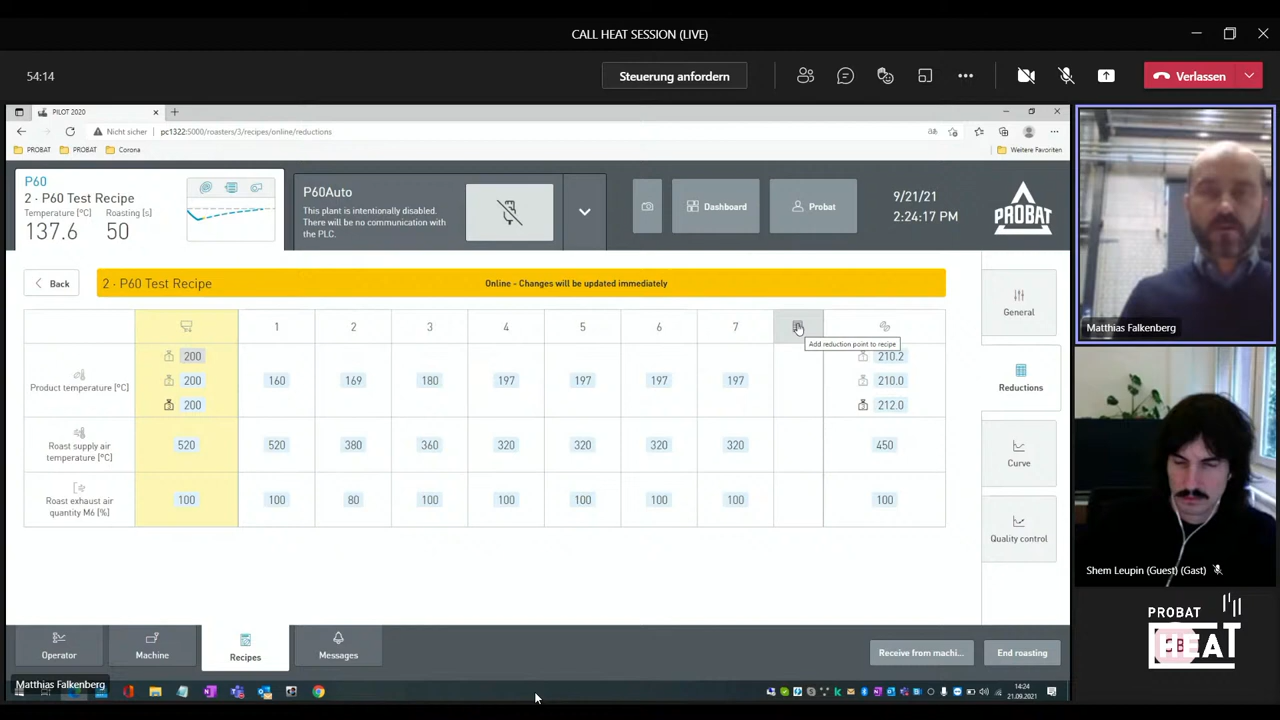 CALL HEAT SESSION (LIVE)
54:14
Steuerung anfordern
Verlassen
PILOT 2020
Nicht sicher
pc1322:5000/roasters/3/recipes/online/reductions
PROBAT
PROBAT
Corona
Weitere Favoriten
P60
2 - P60 Test Recipe
Temperature [°C]
Roasting [s]
137.6
50
P60Auto
This plant is intentionally disabled.
There will be no communication
with the PLC.
Dashboard
Probat
9/21/21
2:24:17 PM
PROBAT
Back
2 - P60 Test Recipe
Online - Changes will be updated immediately
1
2
3
4
5
6
7
Add reduction point to recipe
Product temperature [°C]
200
200
200
160
169
180
197
197
197
197
210.2
210.0
212.0
Roast supply air
temperature [°C]
520
520
380
360
320
320
320
320
450
Roast exhaust air
quantity M6 [%]
100
100
80
100
100
100
100
100
100
General
Reductions
Curve
Quality control
Operator
Machine
Recipes
Messages
Receive from machi...
End roasting
Matthias Falkenberg
14:24
21.09.2021
Matthias Falkenberg
Shem Leupin (Guest) (Gast)
PROBAT
HEAT